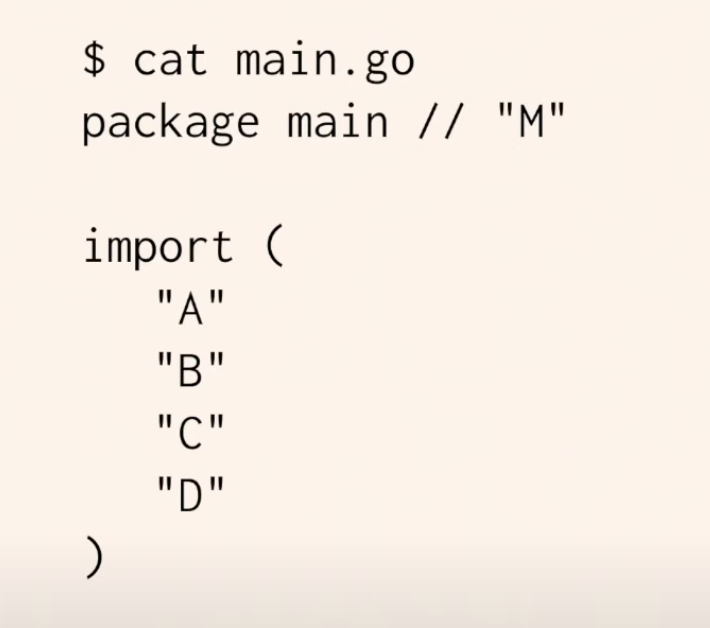 $ cat main.go
package main // "M"
import (
"A"
"B"
"C"
"D"
)